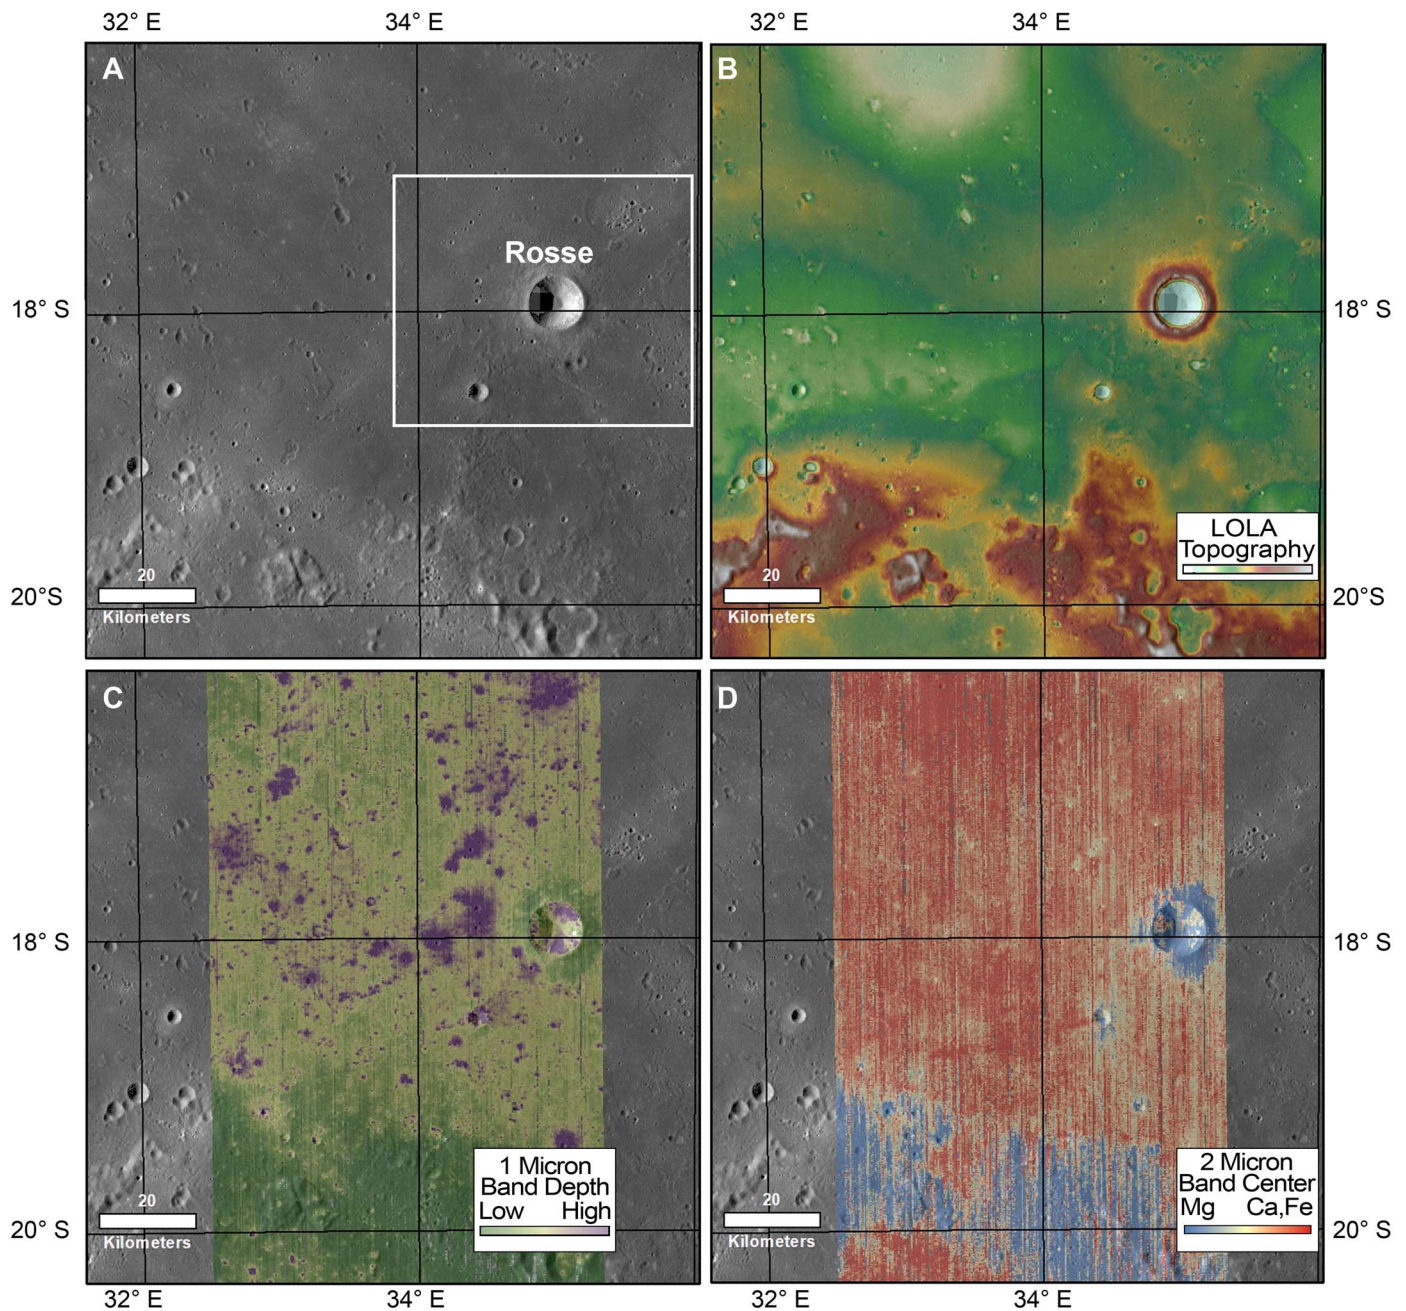 32° E
34° E
32° E
34° E
A
Rosse
20
Kilometers
B
LOLA
Topography
20
Kilometers
18° S
20°S
18° S
20°S
C
1 Micron
Band Depth
Low High
20
Kilometers
D
2 Micron
Band Center
Mg Ca,Fe
20
Kilometers
18° S
20° S
18° S
20° S
32° E
34° E
32° E
34° E